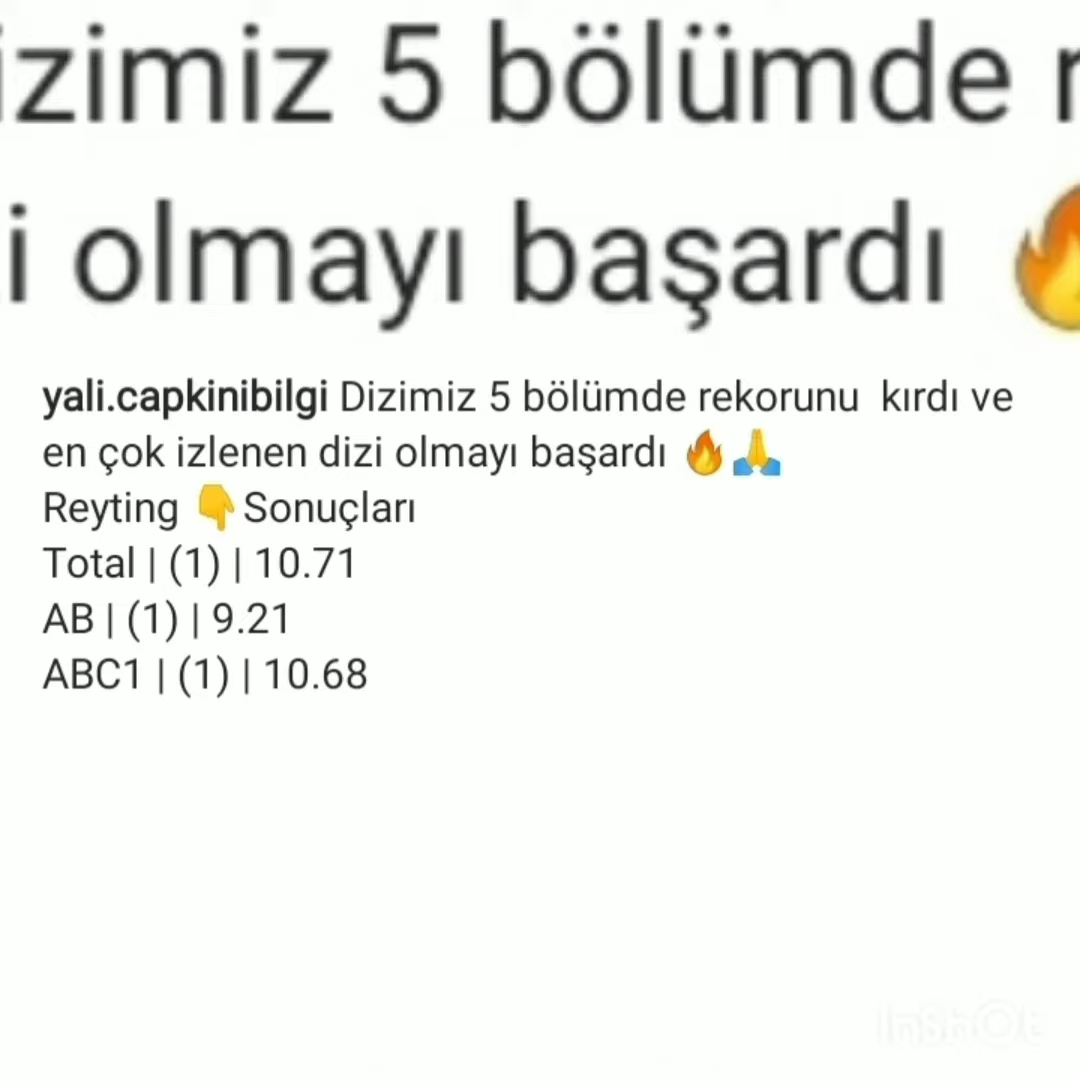 izimiz 5 bölümde r
i olmayı başardı 🔥
yali.capkinibilgi Dizimiz 5 bölümde rekorunu kırdı ve
en çok izlenen dizi olmayı başardı 🔥🙏
Reyting 👇Sonuçları
Total | (1) | 10.71
AB | (1) | 9.21
ABC1 | (1) | 10.68
InShOt